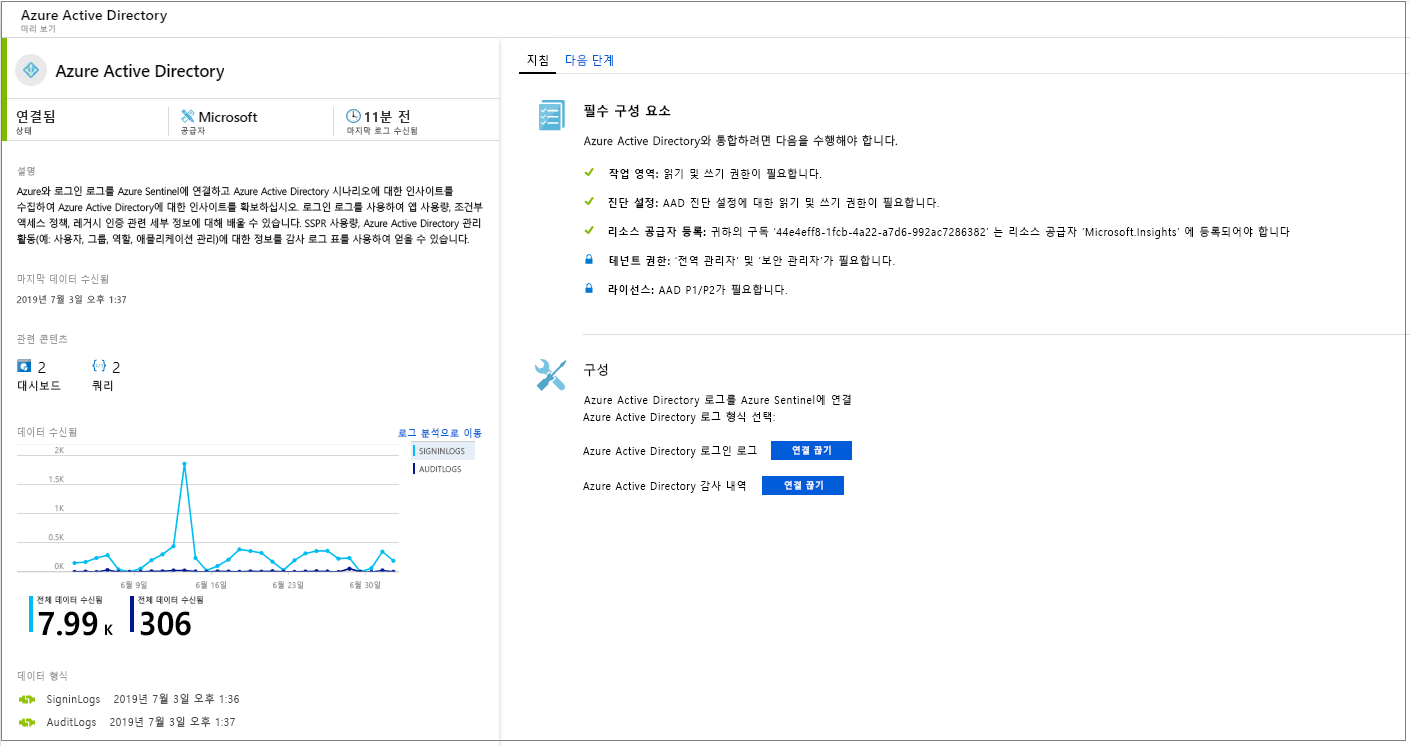 Azure Active Directory
미리 보기
Azure Active Directory
연결됨
상태
Microsoft
공급자
11분 전
마지막 로그 수신됨
설명
Azure와 로그인 로그를 Azure Sentinel에 연결하고 Azure Active Directory 시나리오에 대한 인사이트를
수집하여 Azure Active Directory에 대한 인사이트를 확보하십시오. 로그인 로그를 사용하여 앱 사용량, 조건부
액세스 정책, 레거시 인증 관련 세부 정보에 대해 배울 수 있습니다. SSPR 사용량, Azure Active Directory 관리
활동(예: 사용자, 그룹, 역할, 애플리케이션 관리)에 대한 정보를 감사 로그 표를 사용하여 얻을 수 있습니다.
마지막 데이터 수신됨
2019년 7월 3일 오후 1:37
관련 콘텐츠
2
대시보드
2
쿼리
데이터 수신됨
로그 분석으로 이동
2K
1.5K
1K
0.5K
0K
SIGNINLOGS
AUDITLOGS
6월 9일
6월 16일
6월 23일
6월 30일
전체 데이터 수신됨
7.99 K
전체 데이터 수신됨
306
데이터 형식
SigninLogs 2019년 7월 3일 오후 1:36
AuditLogs 2019년 7월 3일 오후 1:37
지침
다음 단계
필수 구성 요소
Azure Active Directory와 통합하려면 다음을 수행해야 합니다.
작업 영역: 읽기 및 쓰기 권한이 필요합니다.
진단 설정: AAD 진단 설정에 대한 읽기 및 쓰기 권한이 필요합니다.
리소스 공급자 등록: 귀하의 구독 '44e4eff8-1fcb-4a22-a7d6-992ac7286382' 는 리소스 공급자 'Microsoft.Insights' 에 등록되어야 합니다
테넌트 권한: '전역 관리자' 및 '보안 관리자'가 필요합니다.
라이선스: AAD P1/P2가 필요합니다.
구성
Azure Active Directory 로그를 Azure Sentinel에 연결
Azure Active Directory 로그 형식 선택:
Azure Active Directory 로그인 로그
연결 끊기
Azure Active Directory 감사 내역
연결 끊기